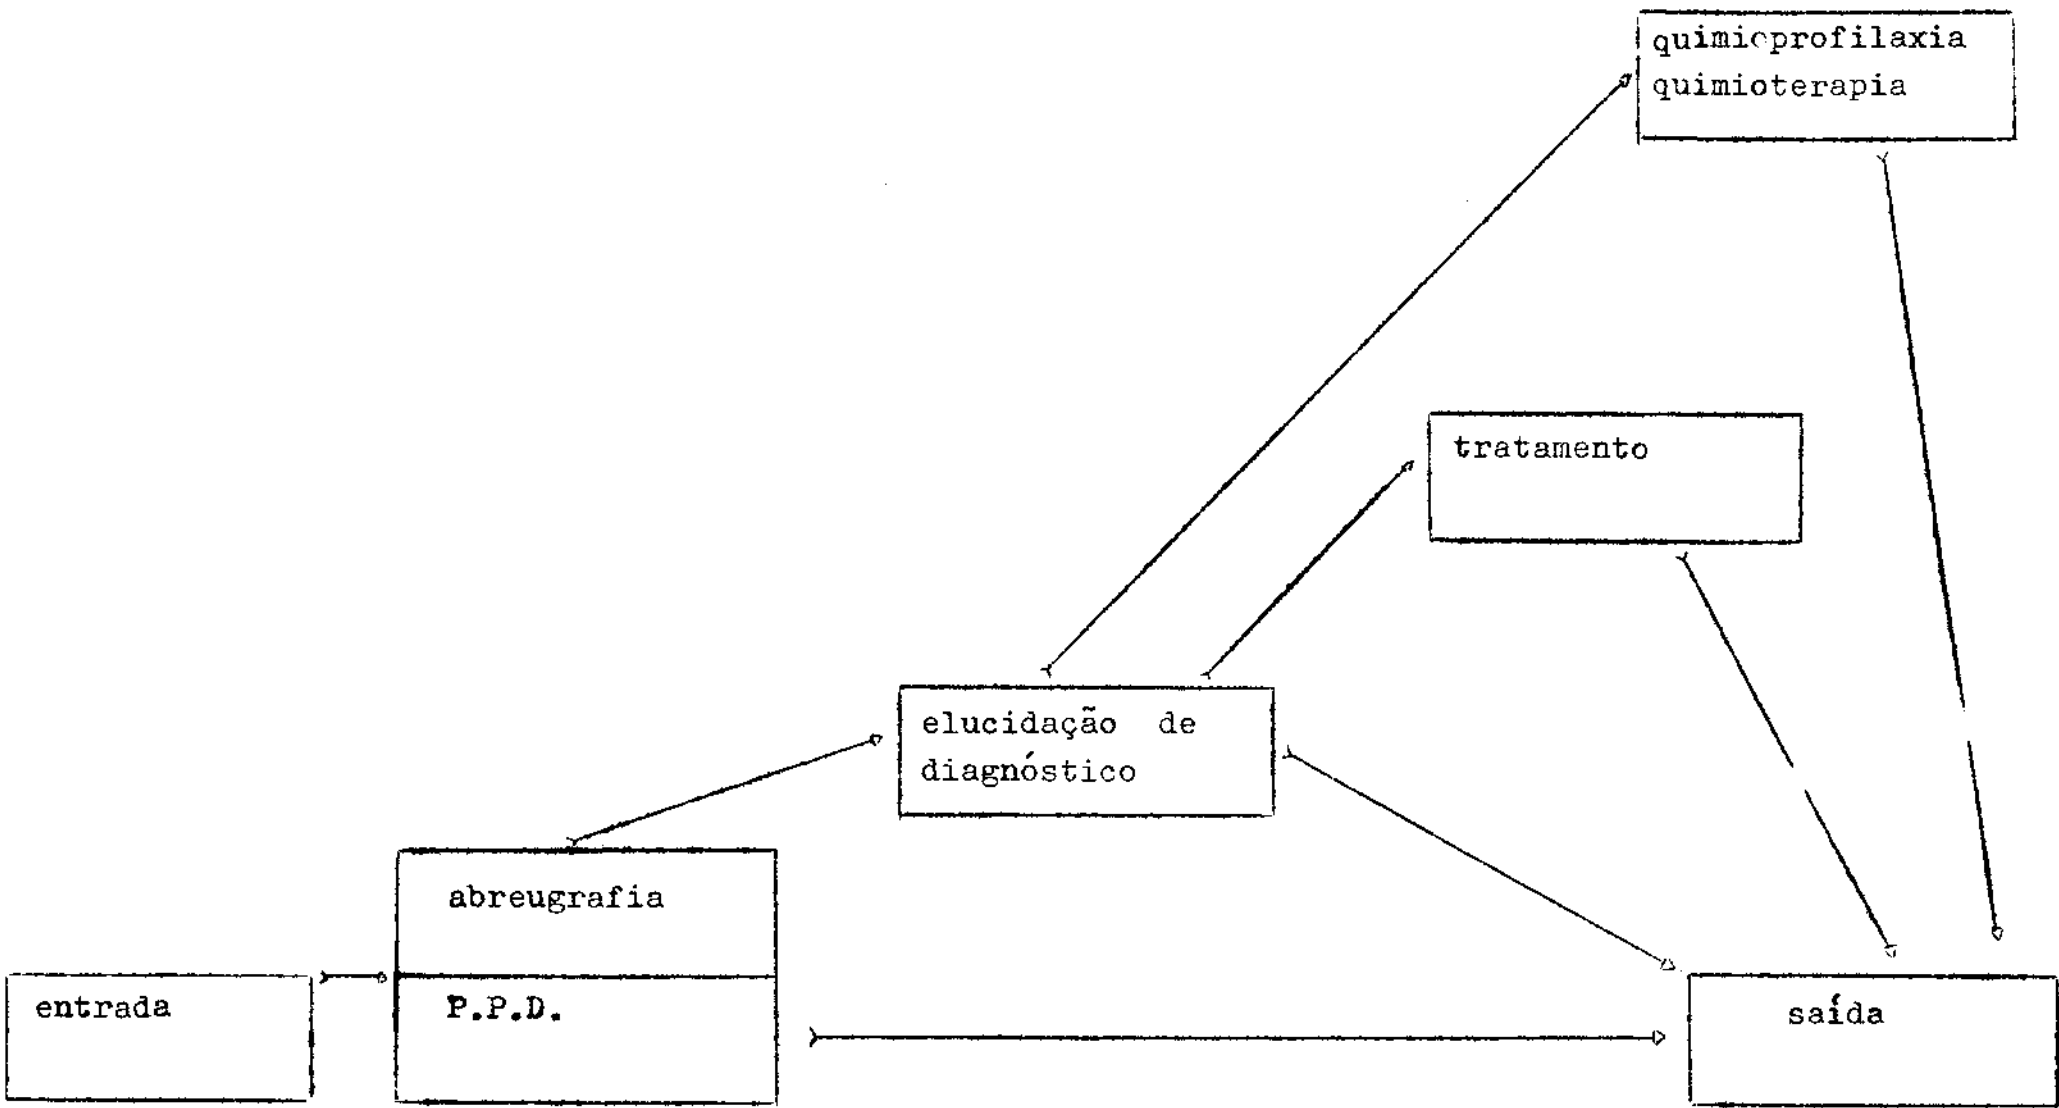 quimioprofilaxia
quimioterapia
tratamento
elucidação de
diagnóstico
abreugrafia
P.P.D.
entrada
saída